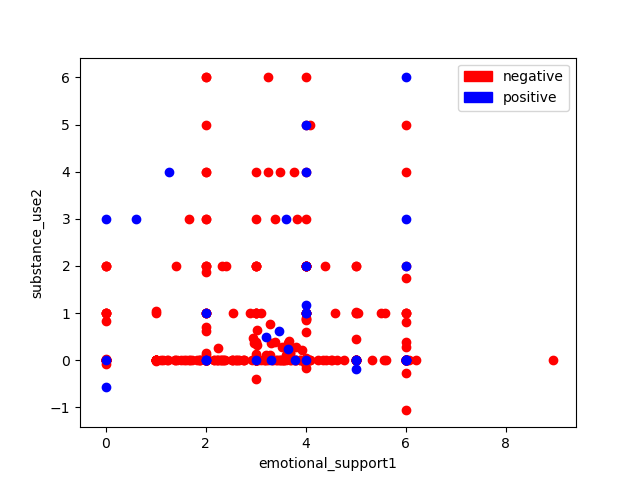 negative
positive
6
5
4
3
2
1
0
−1
substance_use2
0 2 4 6 8
emotional_support1